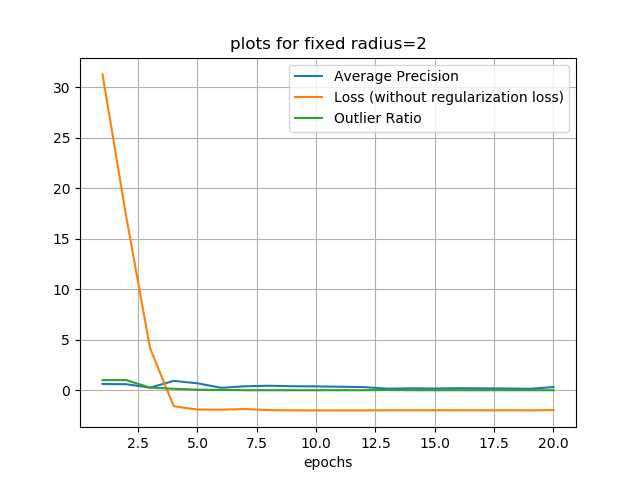 plots for fixed radius=2
Average Precision
Loss (without regularization loss)
Outlier Ratio
30
25
20
15
10
5
0
2.5 5.0 7.5 10.0 12.5 15.0 17.5 20.0
epochs